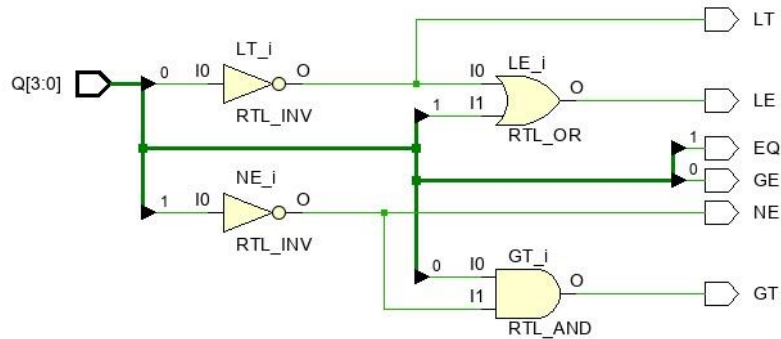 LT
LT_i
Q[3:0]
0
I0
O
RTL_INV
LE_i
I0
I1
1
O
RTL_OR
LE
1
EQ
0
GE
NE_i
1
I0
O
RTL_INV
NE
GT_i
0
I0
I1
O
RTL_AND
GT